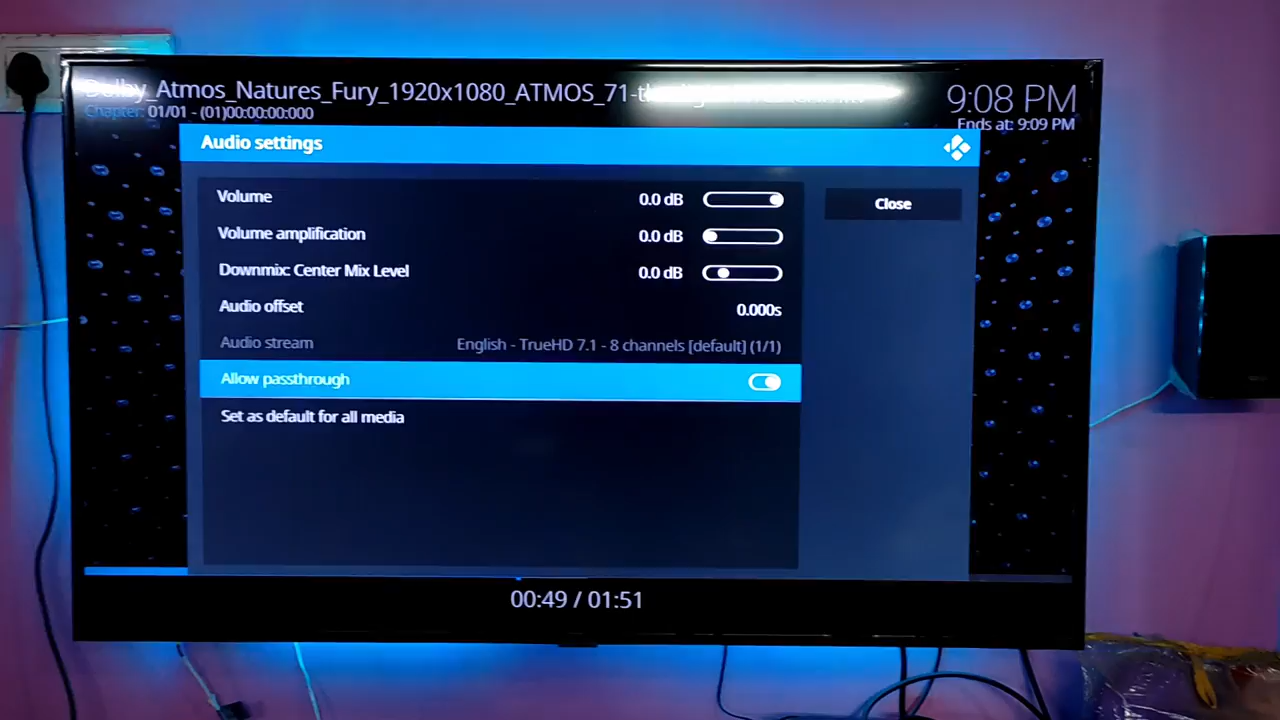 Dolby_Atmos_Natures_Fury_1920x1080_ATMOS_71-
9:08 PM
Chapter: 01/01 - (01)00:00:00:000
Ends at: 9:09 PM
Audio settings
Volume 0.0 dB
Close
Volume amplification 0.0 dB
Downmix: Center Mix Level 0.0 dB
Audio offset 0.000s
Audio stream English - TrueHD 7.1 - 8 channels [default] (1/1)
Allow passthrough
Set as default for all media
00:49 / 01:51